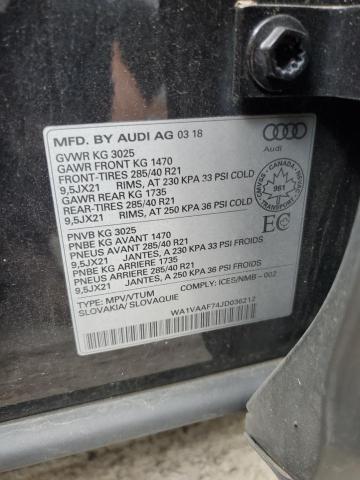 MFD. BY AUDI AG 03 18
Audi
GVWR KG 3025
GAWR FRONT KG 1470
FRONT-TIRES 285/40 R21
9,5JX21 RIMS, AT 230 KPA 33 PSI COLD
GAWR REAR KG 1735
REAR-TIRES 285/40 R21
9,5JX21 RIMS, AT 250 KPA 36 PSI COLD
CANADA
961
TRANSPORT
PNVB KG 3025
PNBE KG AVANT 1470
PNEUS AVANT 285/40 R21
9,5JX21 JANTES, A 230 KPA 33 PSI FROIDS
PNBE KG ARRIERE 1735
PNEUS ARRIERE 285/40 R21
9,5JX21 JANTES, A 250 KPA 36 PSI FROIDS
TYPE: MPV/VTUM COMPLY: ICES/NMB-002
SLOVAKIA/ SLOVAQUIE
WA1VAAF74JD036212